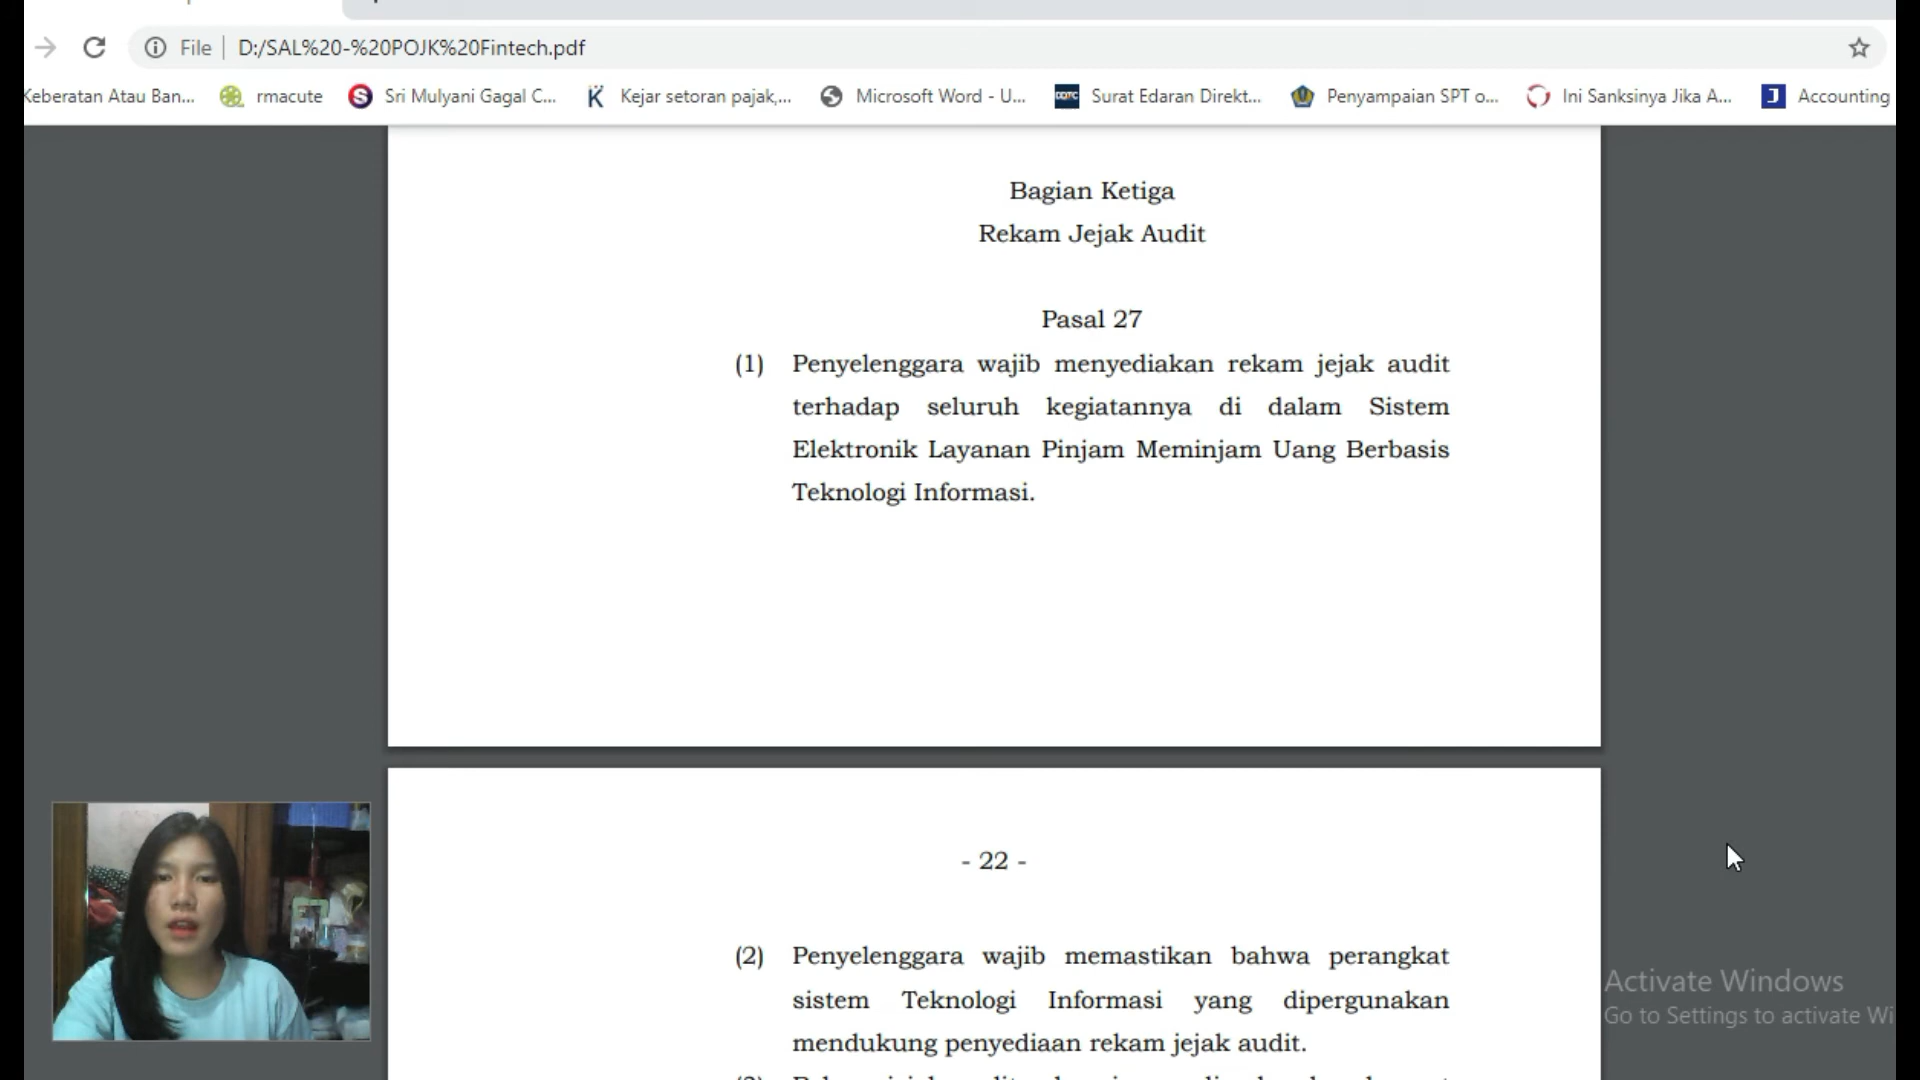 File D:/SAL%20-%20POJK%20Fintech.pdf
Keberatan Atau Ban... rmacute Sri Mulyani Gagal C... Kejar setoran pajak,... Microsoft Word - U... DDTC Surat Edaran Direkt... Penyampaian SPT o... Ini Sanksinya Jika A... J Accounting
Bagian Ketiga
Rekam Jejak Audit
Pasal 27
(1) Penyelenggara wajib menyediakan rekam jejak audit
terhadap seluruh kegiatannya di dalam Sistem
Elektronik Layanan Pinjam Meminjam Uang Berbasis
Teknologi Informasi.
- 22 -
(2) Penyelenggara wajib memastikan bahwa perangkat
sistem Teknologi Informasi yang dipergunakan
mendukung penyediaan rekam jejak audit.
Activate Windows
Go to Settings to activate Wi